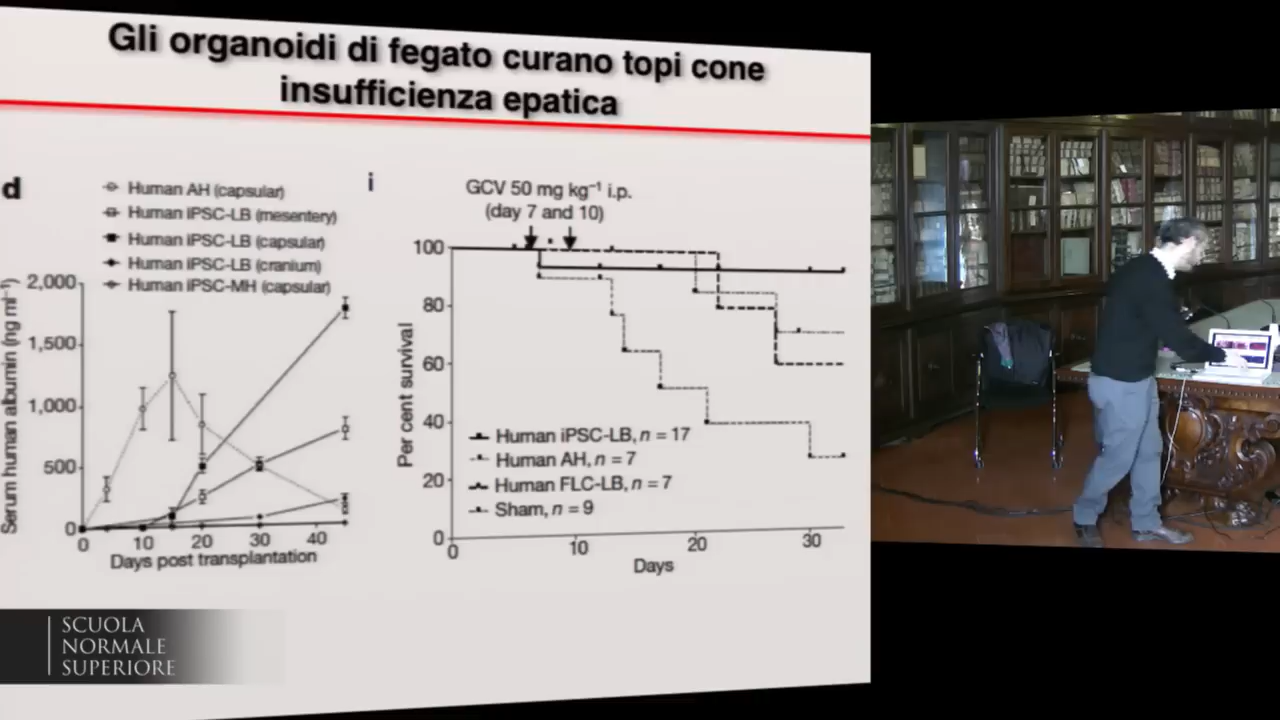 Gli organoidi di fegato curano topi cone
insufficienza epatica
d
Human AH (capsular)
Human iPSC-LB (mesentery)
Human iPSC-LB (capsular)
Human iPSC-LB (cranium)
Human iPSC-MH (capsular)
Serum human albumin (ng ml⁻¹)
2,000
1,500
1,000
500
0
0 10 20 30 40
Days post transplantation
i
GCV 50 mg kg⁻¹ i.p.
(day 7 and 10)
Per cent survival
100
80
60
40
20
0
Human iPSC-LB, n = 17
Human AH, n = 7
Human FLC-LB, n = 7
Sham, n = 9
0 10 20 30
Days
SCUOLA
NORMALE
SUPERIORE